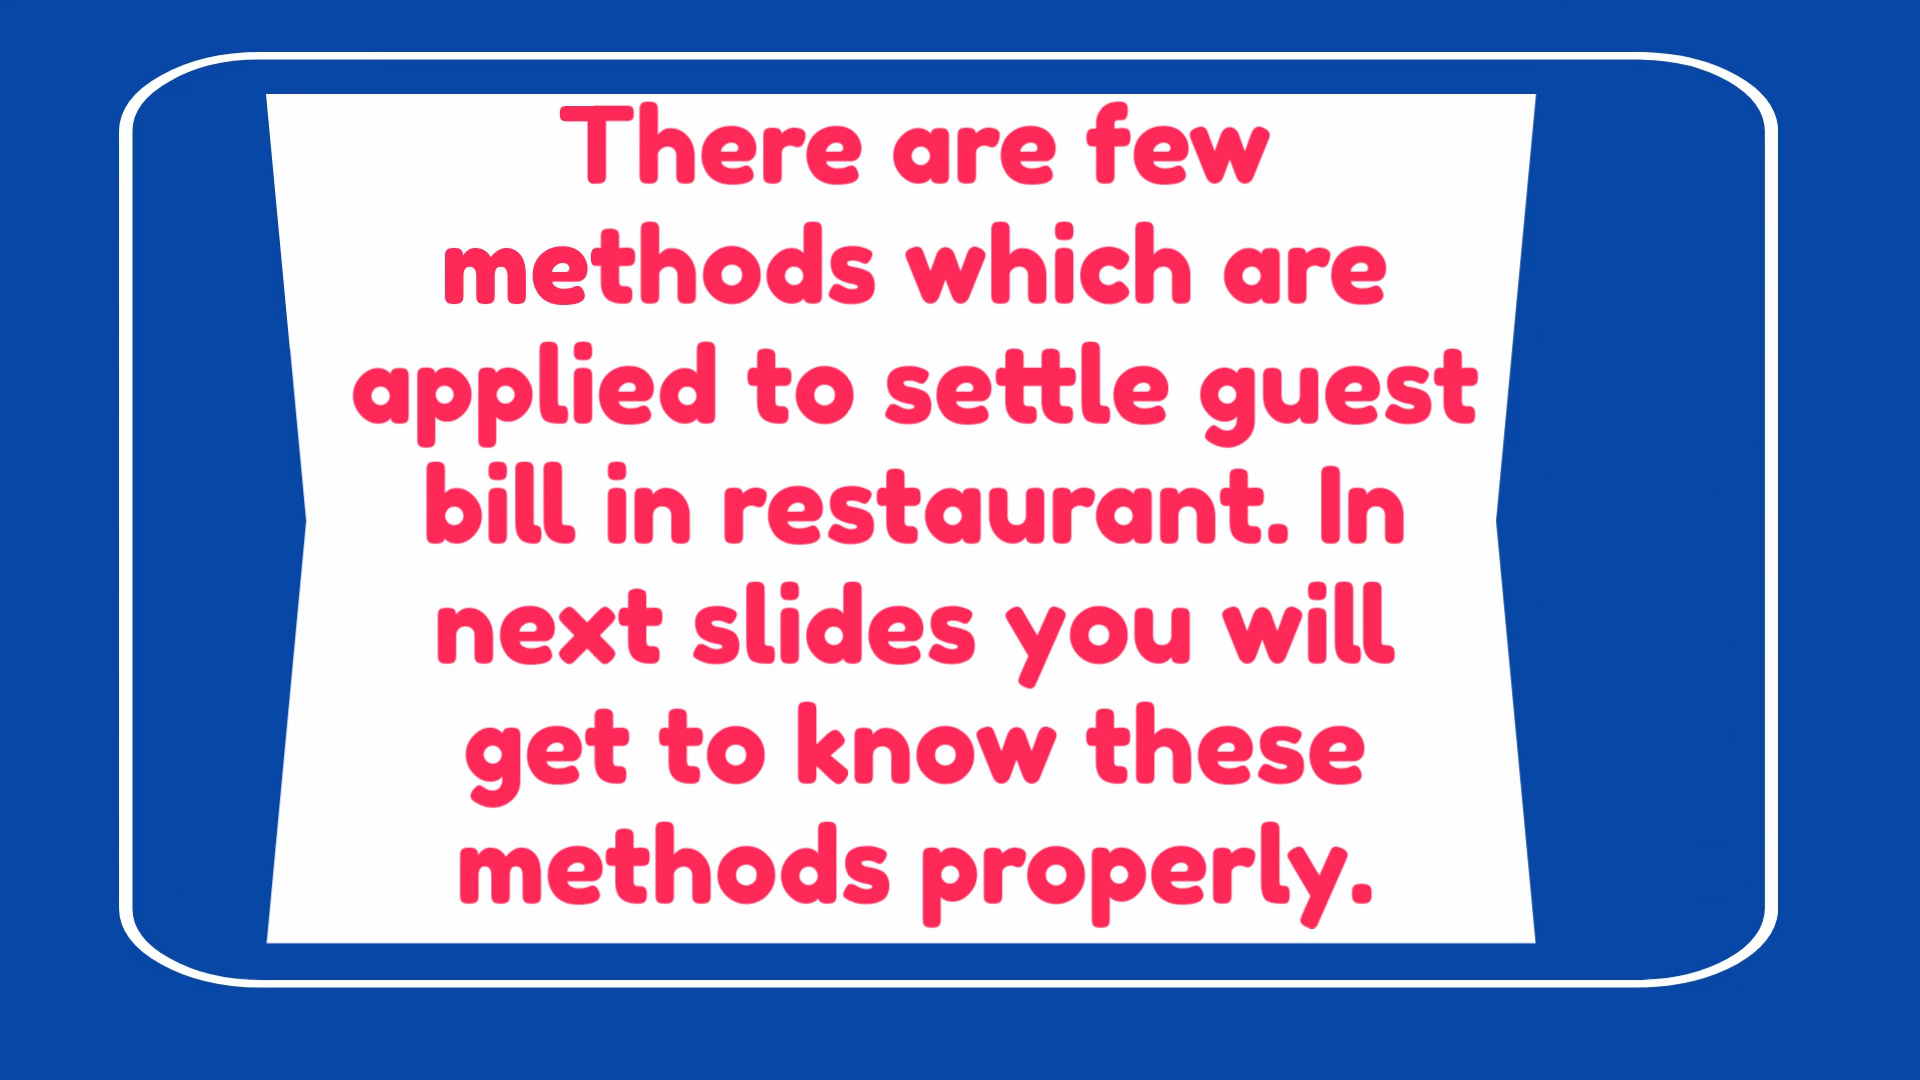 There are few
methods which are
applied to settle guest
bill in restaurant. In
next slides you will
get to know these
methods properly.